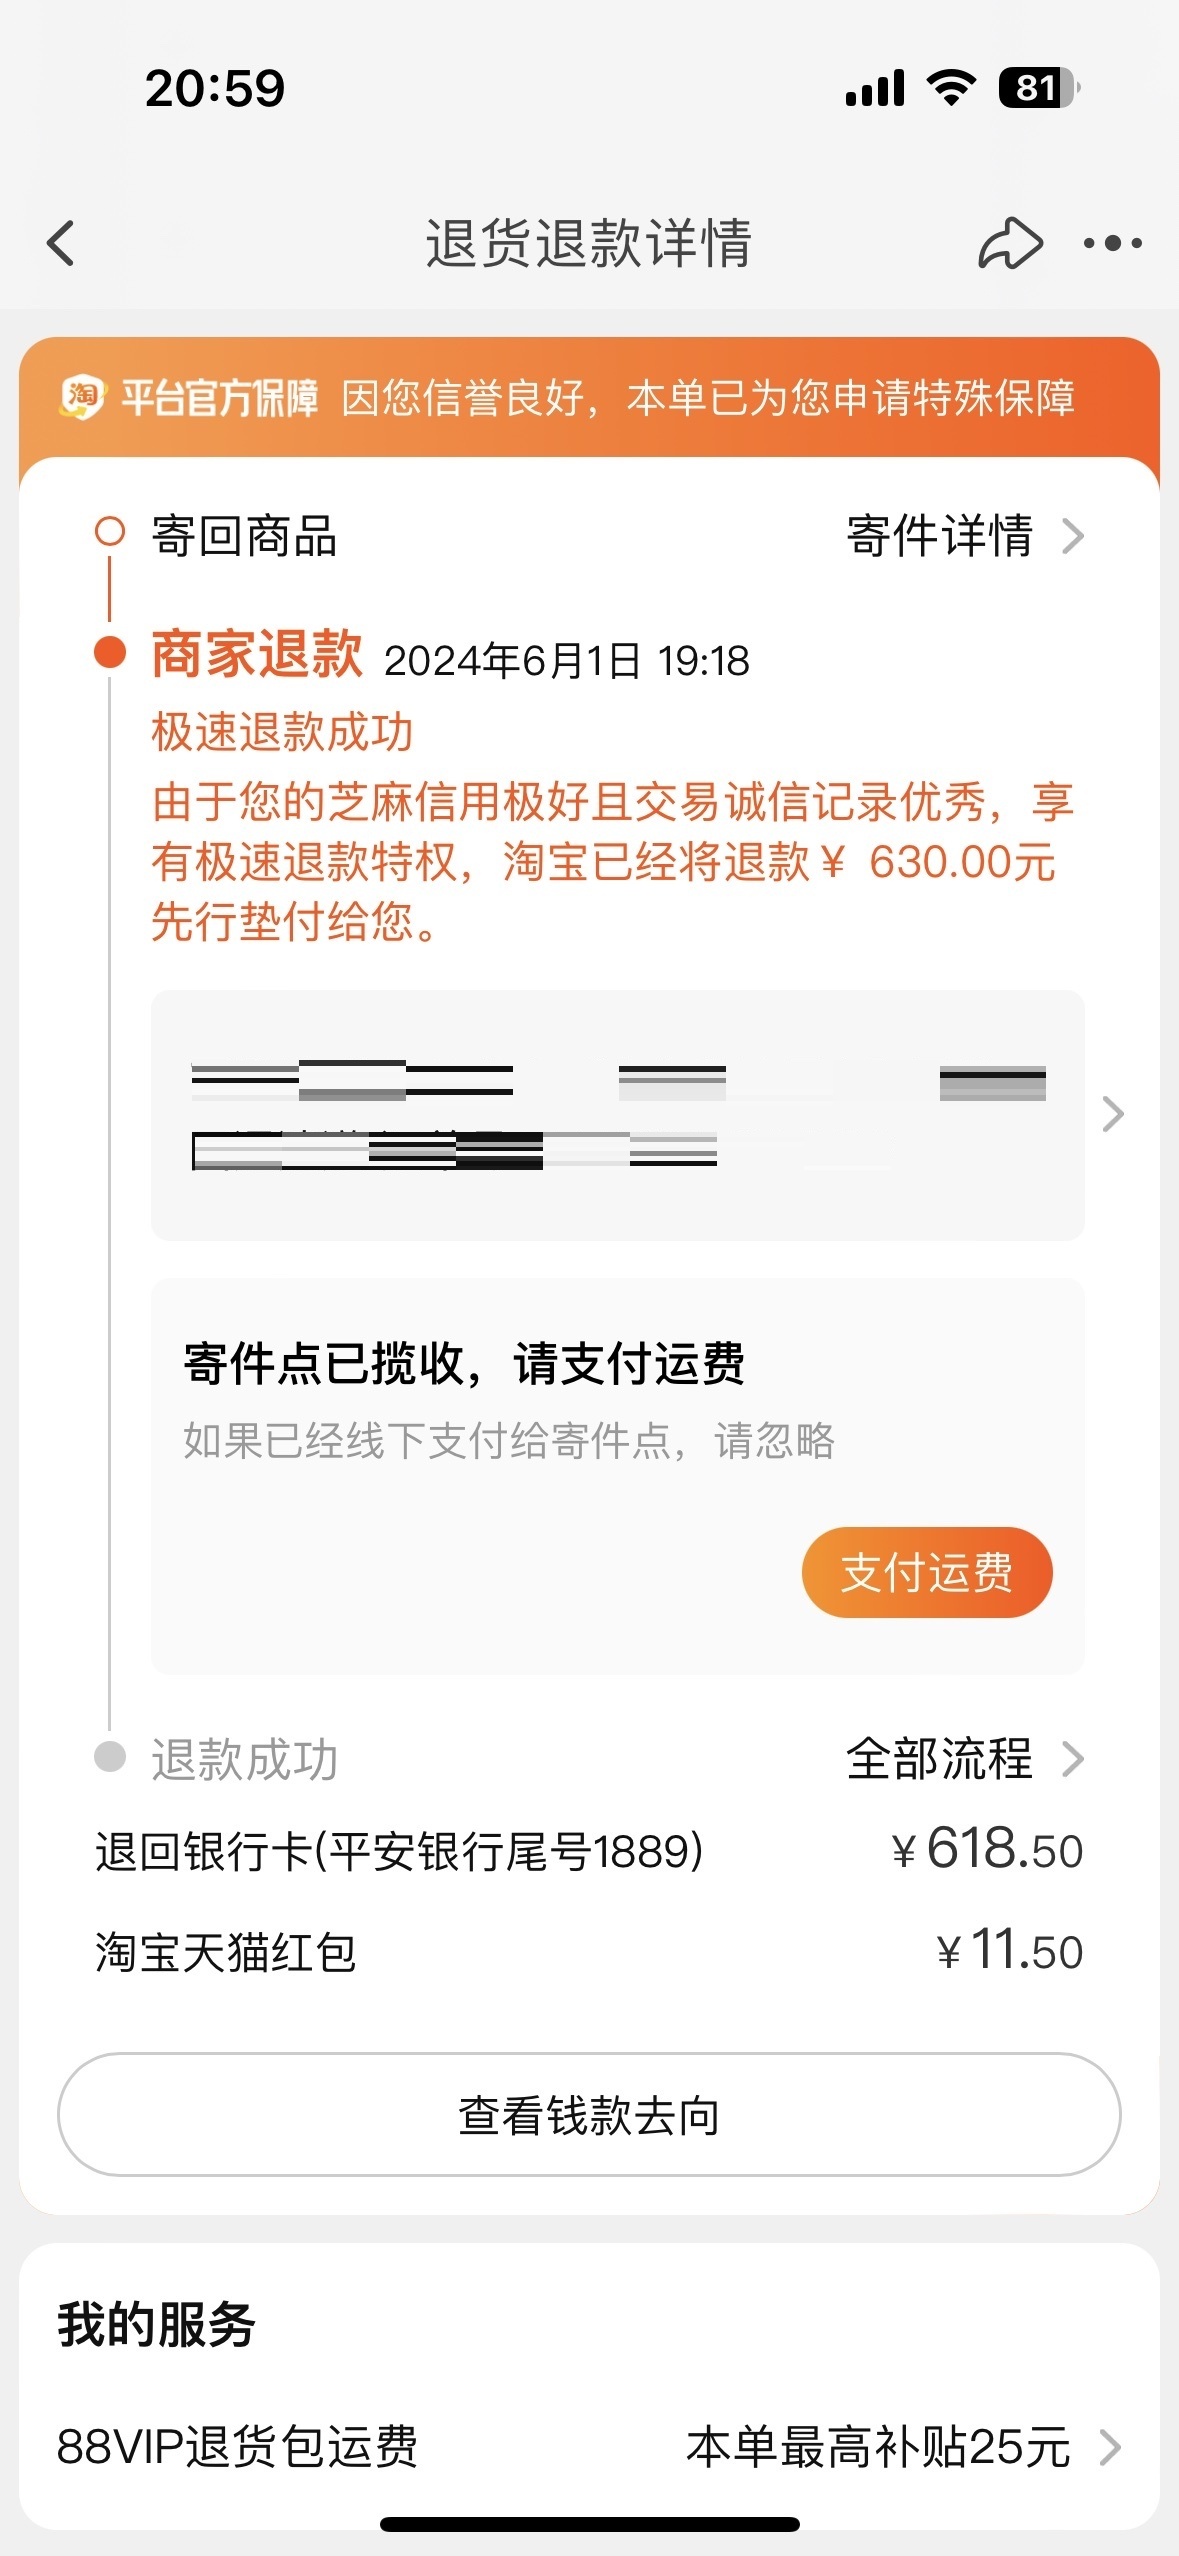 20:59
81
退货退款详情
淘 平台官方保障 因您信誉良好，本单已为您申请特殊保障
寄回商品 寄件详情
商家退款 2024年6月1日 19:18
极速退款成功
由于您的芝麻信用极好且交易诚信记录优秀，享
有极速退款特权，淘宝已经将退款￥ 630.00元
先行垫付给您。
寄件点已揽收，请支付运费
如果已经线下支付给寄件点，请忽略
支付运费
退款成功 全部流程
退回银行卡(平安银行尾号1889) ￥618.50
淘宝天猫红包 ￥11.50
查看钱款去向
我的服务
88VIP退货包运费 本单最高补贴25元